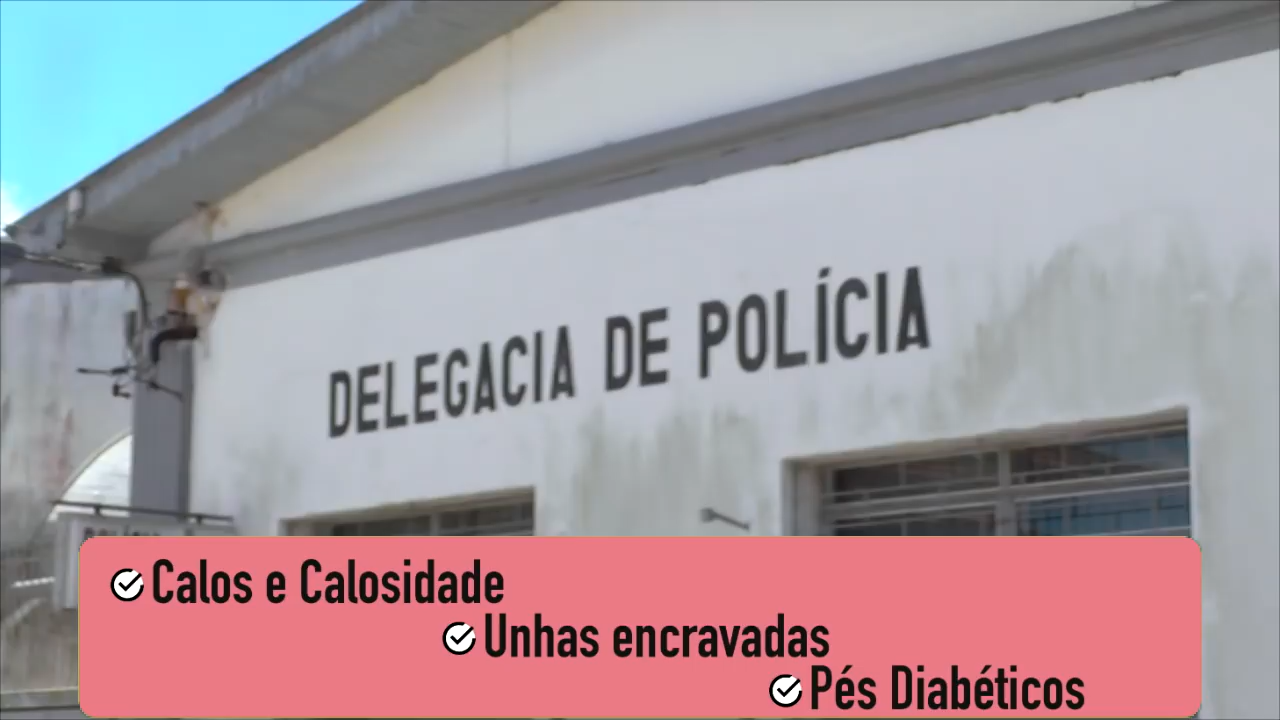 DELEGACIA DE POLÍCIA
Calos e Calosidade
Unhas encravadas
Pés Diabéticos